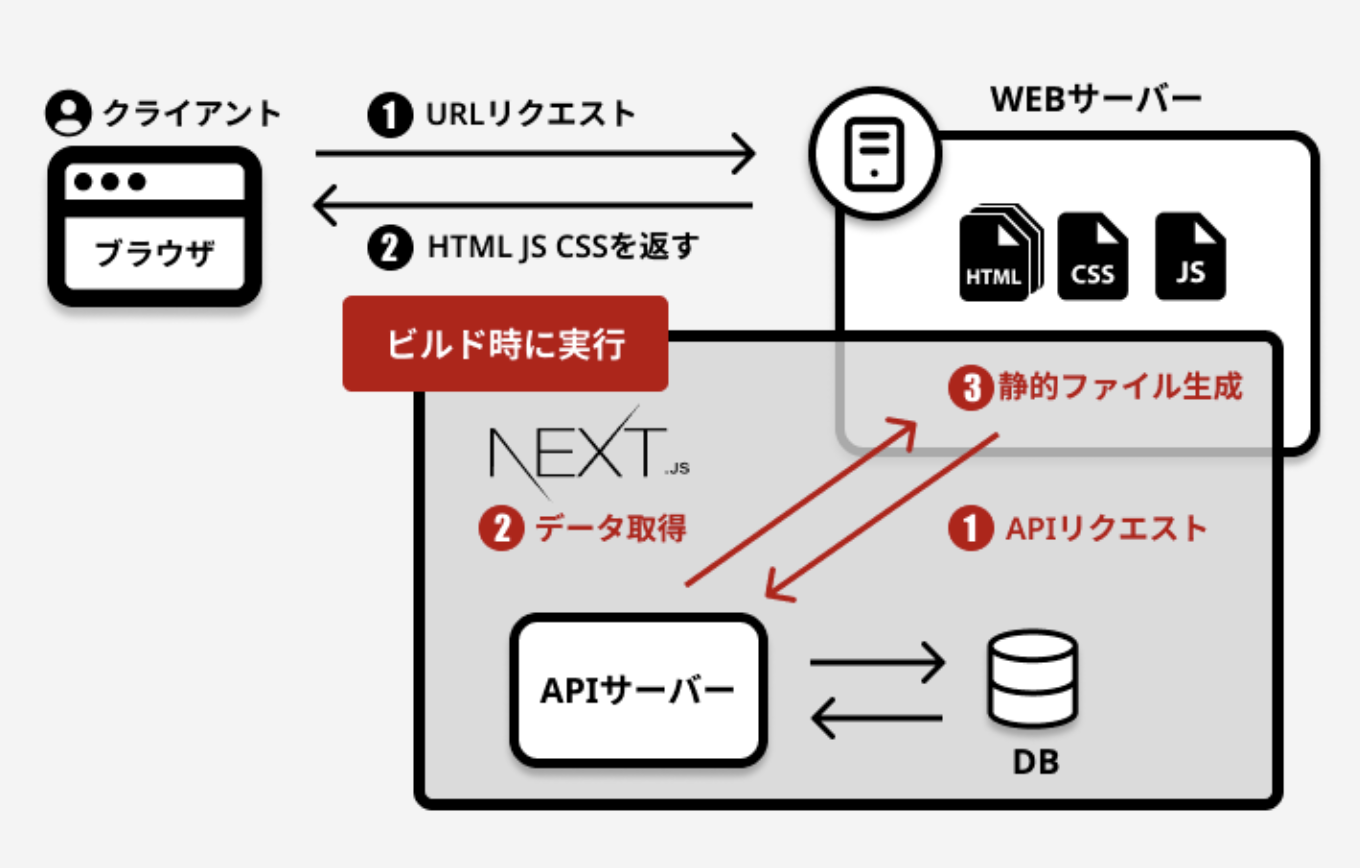 クライアント
ブラウザ
1 URLリクエスト
2 HTML JS CSSを返す
WEBサーバー
HTML
CSS
JS
ビルド時に実行
NEXT.JS
3 静的ファイル生成
2 データ取得
1 APIリクエスト
APIサーバー
DB